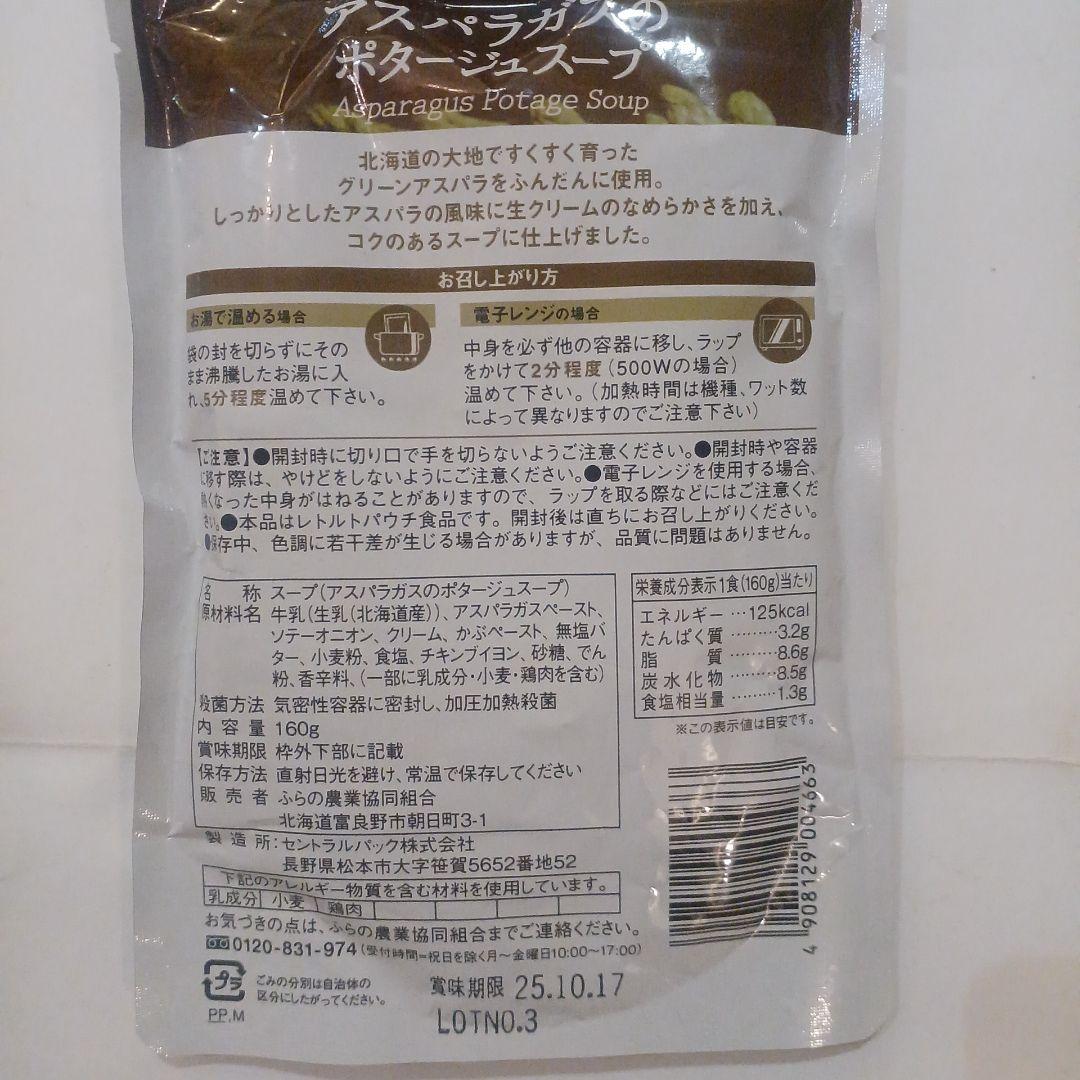 アスパラガスの
ポタージュスープ
Asparagus Potage Soup
北海道の大地ですくすく育った
グリーンアスパラをふんだんに使用。
しっかりとしたアスパラの風味に生クリームのなめらかさを加え、
コクのあるスープに仕上げました。
お召し上がり方
お湯で温める場合
袋の封を切らずにその
まま沸騰したお湯に入
れ、5分程度温めて下さい。
電子レンジの場合
中身を必ず他の容器に移し、ラップ
をかけて2分程度(500Wの場合)
温めて下さい。(加熱時間は機種、ワット数
によって異なりますのでご注意下さい)
【ご注意】●開封時に切り口で手を切らないようご注意ください。●開封時や容器
に移す際は、やけどをしないようにご注意ください。●電子レンジを使用する場合、
熱くなった中身がはねることがありますので、ラップを取る際などにはご注意くだ
さい。●本品はレトルトパウチ食品です。開封後は直ちにお召し上がりください。
●保存中、色調に若干差が生じる場合がありますが、品質に問題はありません。
名称 スープ(アスパラガスのポタージュスープ)
原材料名 牛乳(生乳(北海道産))、アスパラガスペースト、
ソテーオニオン、クリーム、かぶペースト、無塩バ
ター、小麦粉、食塩、チキンブイヨン、砂糖、でん
粉、香辛料、(一部に乳成分・小麦・鶏肉を含む)
殺菌方法 気密性容器に密封し、加圧加熱殺菌
内容量 160g
賞味期限 枠外下部に記載
保存方法 直射日光を避け、常温で保存してください
販売者 ふらの農業協同組合
北海道富良野市朝日町3-1
製造所:セントラルパック株式会社
長野県松本市大字笹賀5652番地52
下記のアレルギー物質を含む材料を使用しています。
乳成分 小麦 鶏肉
お気づきの点は、ふらの農業協同組合までご連絡ください。
0120-831-974(受付時間=祝日を除く月〜金曜日10:00〜17:00)
プラ
PP,M
ごみの分別は自治体の
区分にしたがってください。
賞味期限 25.10.17
LOTNO.3
栄養成分表示1食(160g)当たり
エネルギー…125kcal
たんぱく質………3.2g
脂質………8.6g
炭水化物………8.5g
食塩相当量………1.3g
※この表示値は目安です。
4 908129 004663